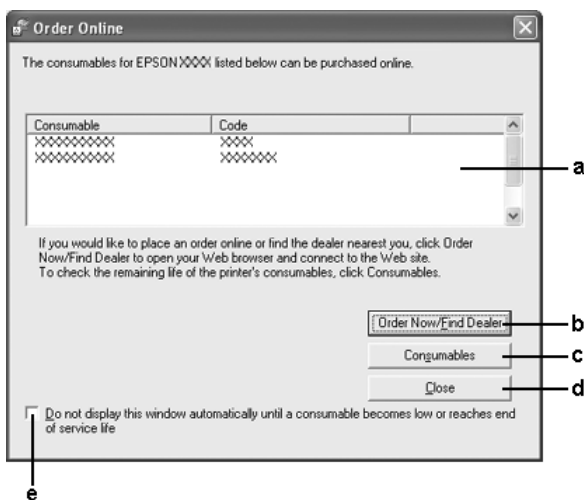 Order Online
The consumables for EPSON XXXX listed below can be purchased online.
Consumable Code
XXXXXXXXXX XXXX
XXXXXXXXXX XXXXXXX
a
If you would like to place an order online or find the dealer nearest you, click Order
Now/Find Dealer to open your Web browser and connect to the Web site.
To check the remaining life of the printer's consumables, click Consumables.
Order Now/Find Dealer
b
Consumables
c
Close
d
Do not display this window automatically until a consumable becomes low or reaches end
of service life
e